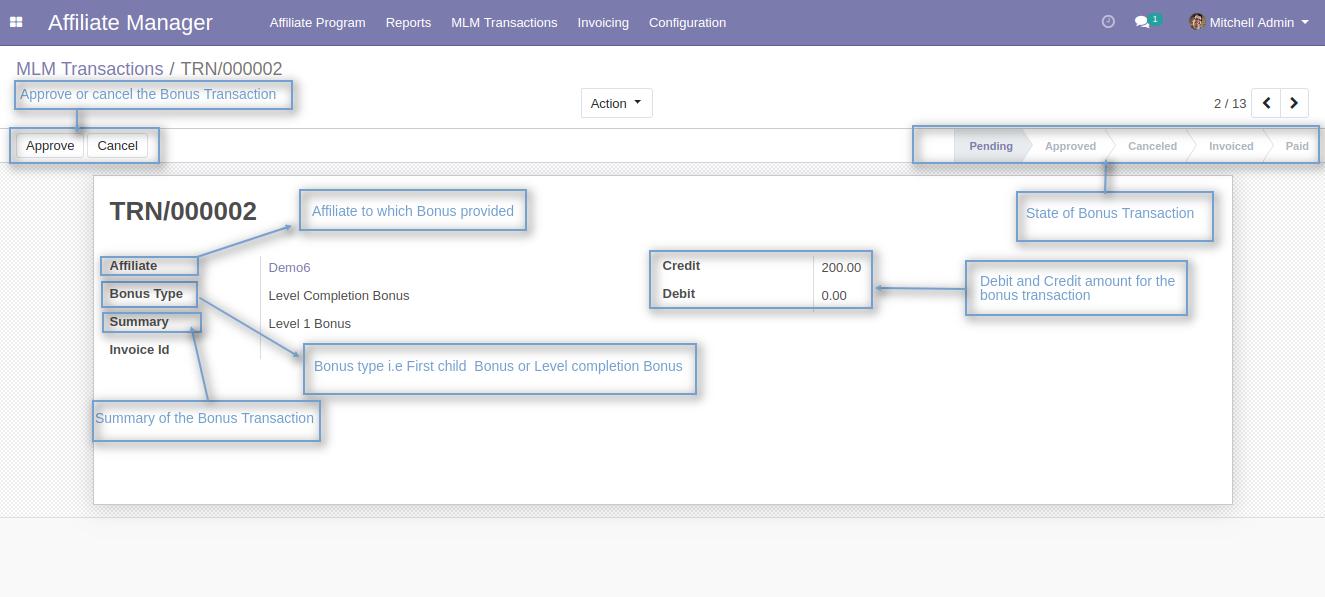 Affiliate Manager Affiliate Program Reports MLM Transactions Invoicing Configuration 1 Mitchell Admin
MLM Transactions / TRN/000002
Approve or cancel the Bonus Transaction
Action 2 / 13
Approve Cancel Pending Approved Canceled Invoiced Paid
TRN/000002 Affiliate to which Bonus provided State of Bonus Transaction
Affiliate Demo6 Credit 200.00
Bonus Type Level Completion Bonus Debit 0.00
Debit and Credit amount for the
bonus transaction
Summary Level 1 Bonus
Invoice Id
Bonus type i.e First child  Bonus or Level completion Bonus
Summary of the Bonus Transaction